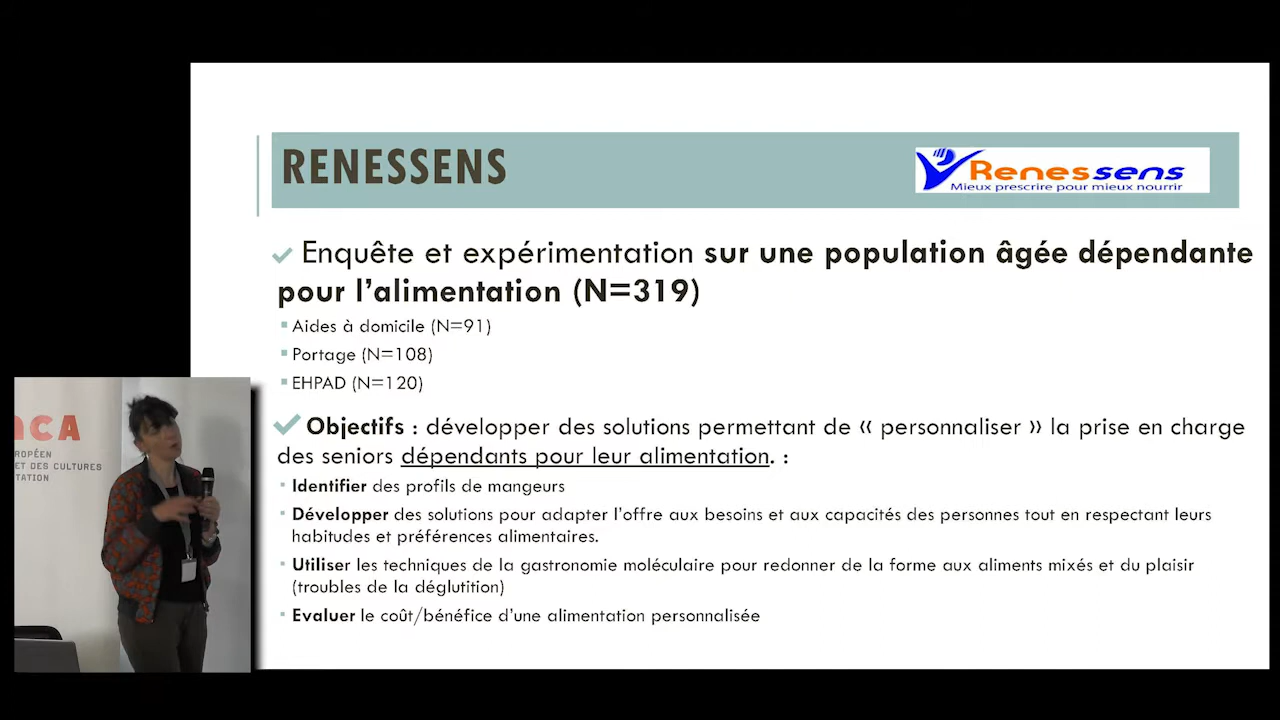 RENESSENS
Renessens
Mieux prescrire pour mieux nourrir
Enquête et expérimentation sur une population âgée dépendante
pour l'alimentation (N=319)
Aides à domicile (N=91)
Portage (N=108)
EHPAD (N=120)
Objectifs : développer des solutions permettant de « personnaliser » la prise en charge
des seniors dépendants pour leur alimentation. :
Identifier des profils de mangeurs
Développer des solutions pour adapter l'offre aux besoins et aux capacités des personnes tout en respectant leurs
habitudes et préférences alimentaires.
Utiliser les techniques de la gastronomie moléculaire pour redonner de la forme aux aliments mixés et du plaisir
(troubles de la déglutition)
Evaluer le coût/bénéfice d'une alimentation personnalisée
CA
ROPÉEN
ET DES CULTURES
TATION